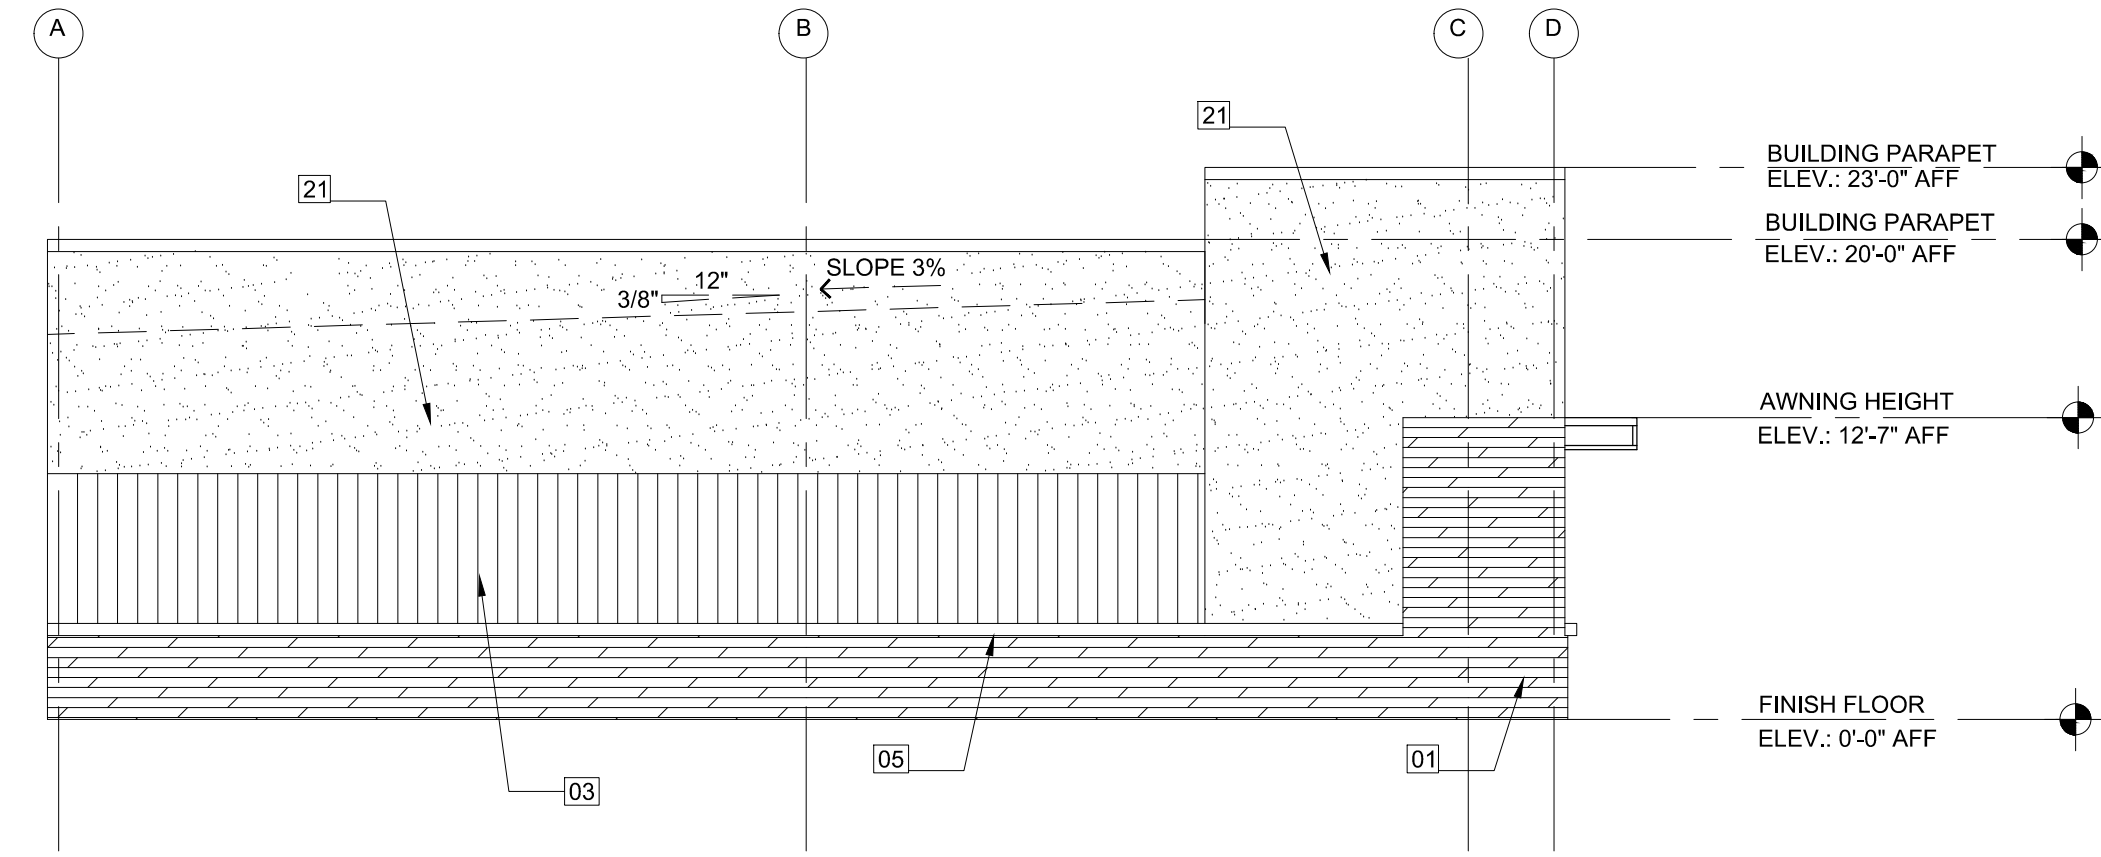 A
B
C
D
21
BUILDING PARAPET
ELEV.: 23'-0" AFF
21
BUILDING PARAPET
ELEV.: 20'-0" AFF
SLOPE 3%
12"
3/8"
AWNING HEIGHT
ELEV.: 12'-7" AFF
FINISH FLOOR
ELEV.: 0'-0" AFF
05
01
03